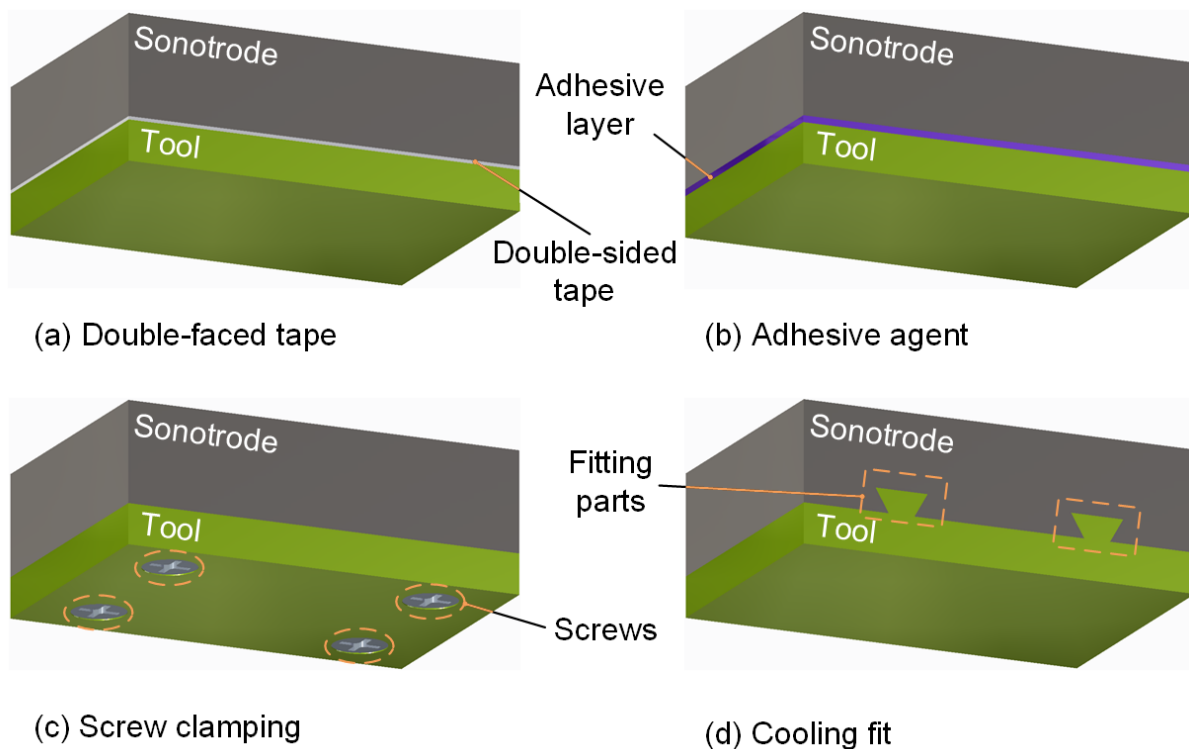 Sonotrode
Tool
Adhesive
layer
Sonotrode
Tool
Double-sided
tape
(a) Double-faced tape
(b) Adhesive agent
Sonotrode
Tool
Fitting
parts
Sonotrode
Tool
Screws
(c) Screw clamping
(d) Cooling fit